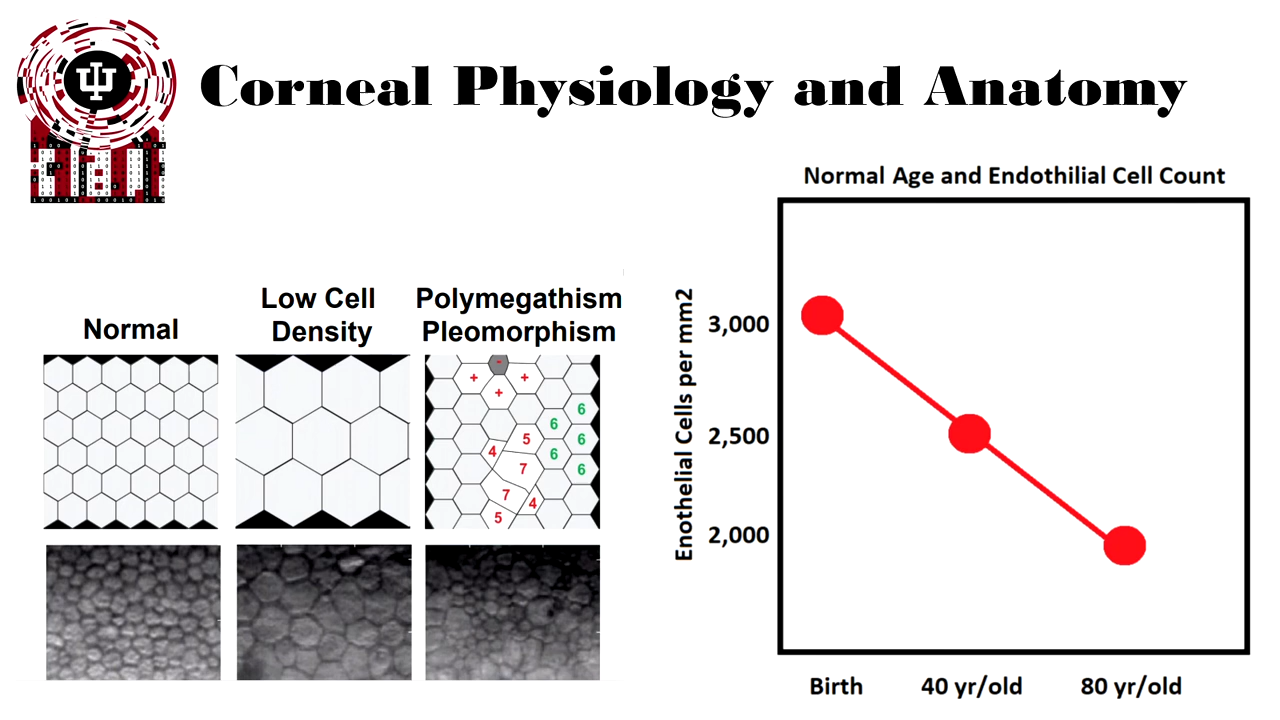 Corneal Physiology and Anatomy
Normal
Low Cell
Density
Polymegathism
Pleomorphism
-
+ +
+
6
6
5 6
4 6
7 6
7
4
5
Normal Age and Endothilial Cell Count
Enothelial Cells per mm2
3,000
2,500
2,000
Birth 40 yr/old 80 yr/old